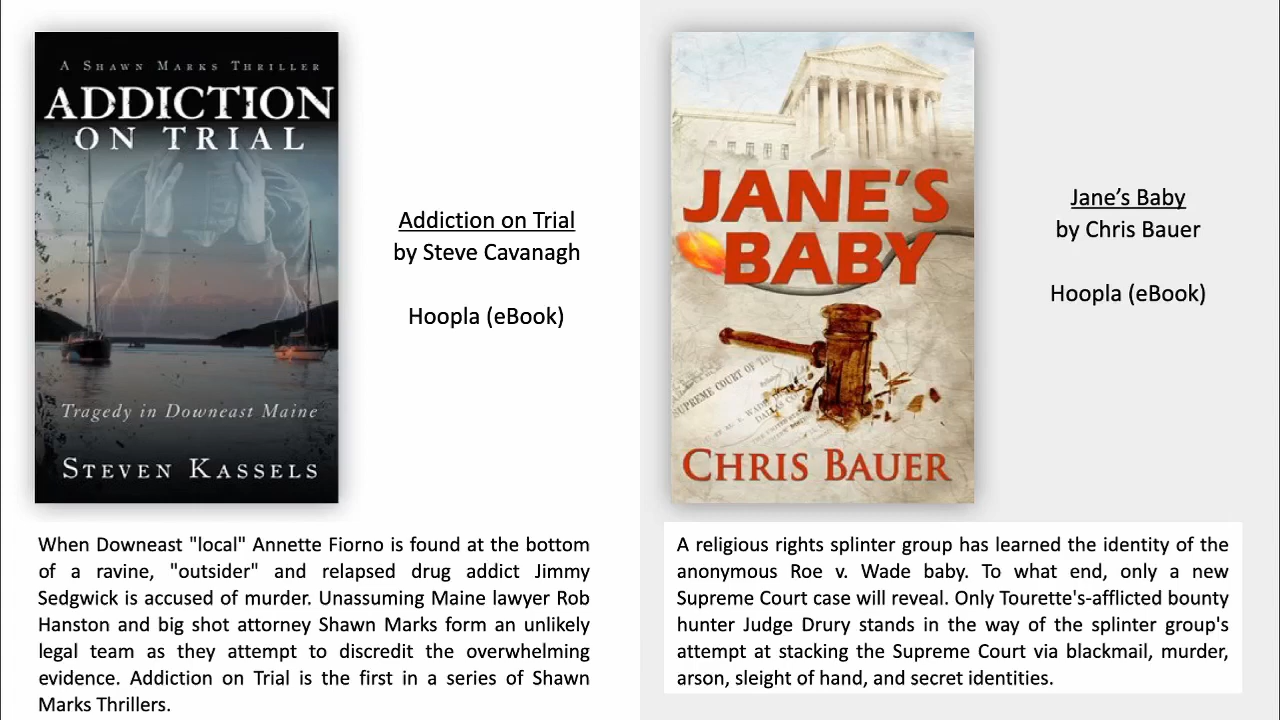 A SHAWN MARKS THRILLER
ADDICTION
ON TRIAL
Tragedy in Downeast Maine
STEVEN KASSELS
Addiction on Trial
by Steve Cavanagh
Hoopla (eBook)
When Downeast "local" Annette Fiorno is found at the bottom
of a ravine, "outsider" and relapsed drug addict Jimmy
Sedgwick is accused of murder. Unassuming Maine lawyer Rob
Hanston and big shot attorney Shawn Marks form an unlikely
legal team as they attempt to discredit the overwhelming
evidence. Addiction on Trial is the first in a series of Shawn
Marks Thrillers.
JANE'S
BABY
SUPREME COURT OF TH
CHRIS BAUER
Jane’s Baby
by Chris Bauer
Hoopla (eBook)
A religious rights splinter group has learned the identity of the
anonymous Roe v. Wade baby. To what end, only a new
Supreme Court case will reveal. Only Tourette's-afflicted bounty
hunter Judge Drury stands in the way of the splinter group's
attempt at stacking the Supreme Court via blackmail, murder,
arson, sleight of hand, and secret identities.